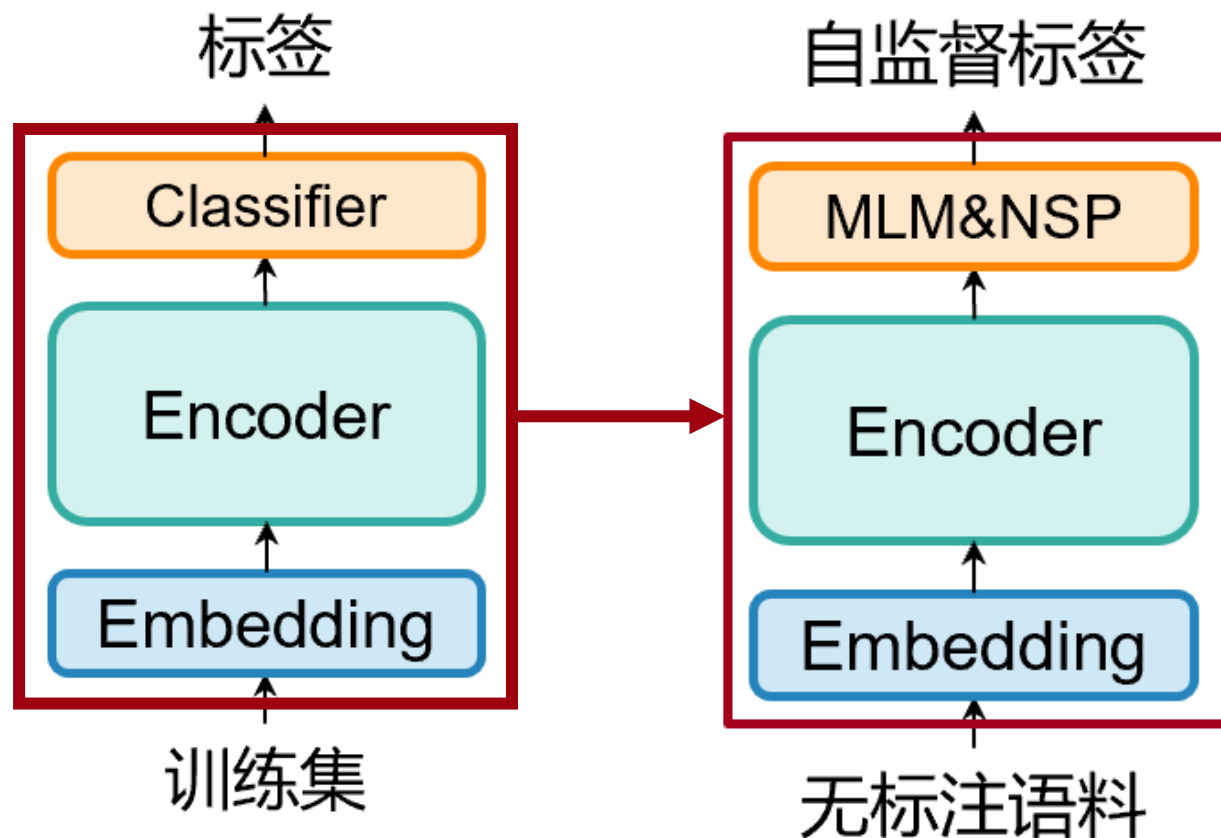 标签
Classifier
Encoder
Embedding
训练集
自监督标签
MLM&NSP
Encoder
Embedding
无标注语料